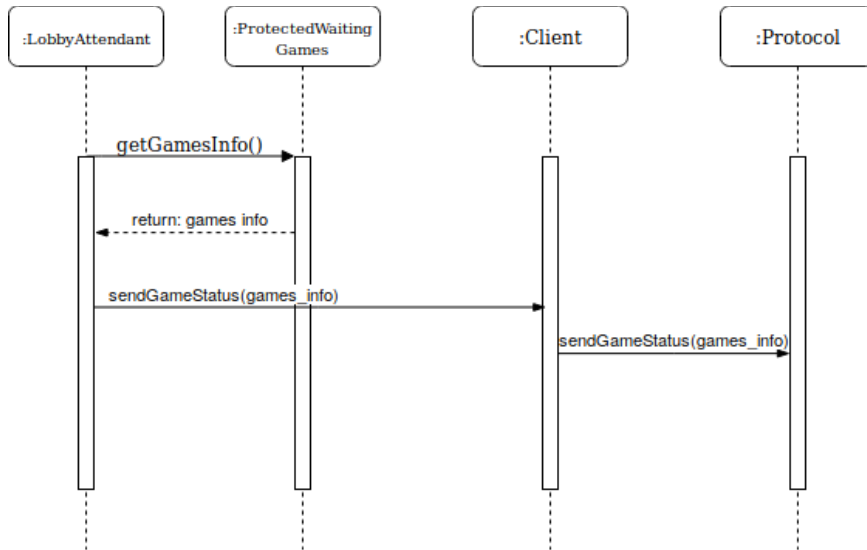 :LobbyAttendant
:ProtectedWaiting
Games
:Client
:Protocol
getGamesInfo()
return: games info
sendGameStatus(games_info)
sendGameStatus(games_info)